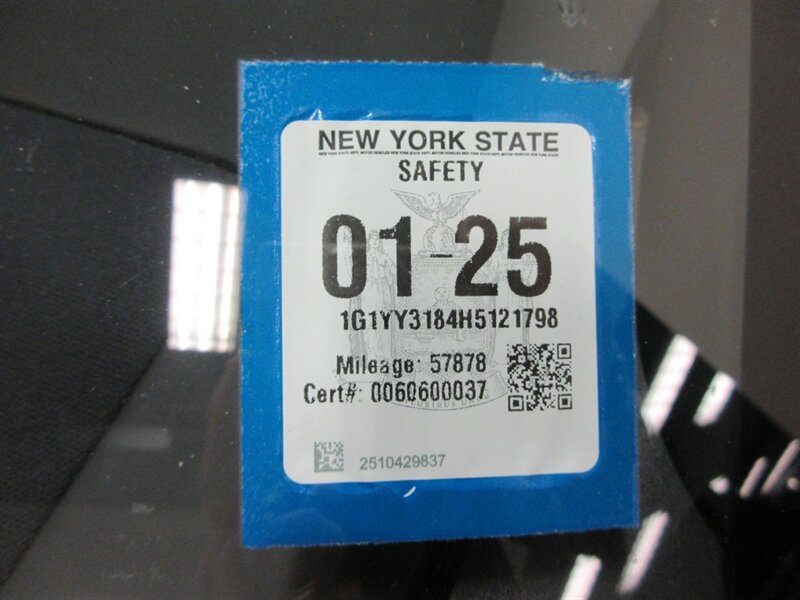 NEW YORK STATE
SAFETY
01-25
1G1YY3184H5121798
Mileage: 57878
Cert#: 0060600037
2510429837